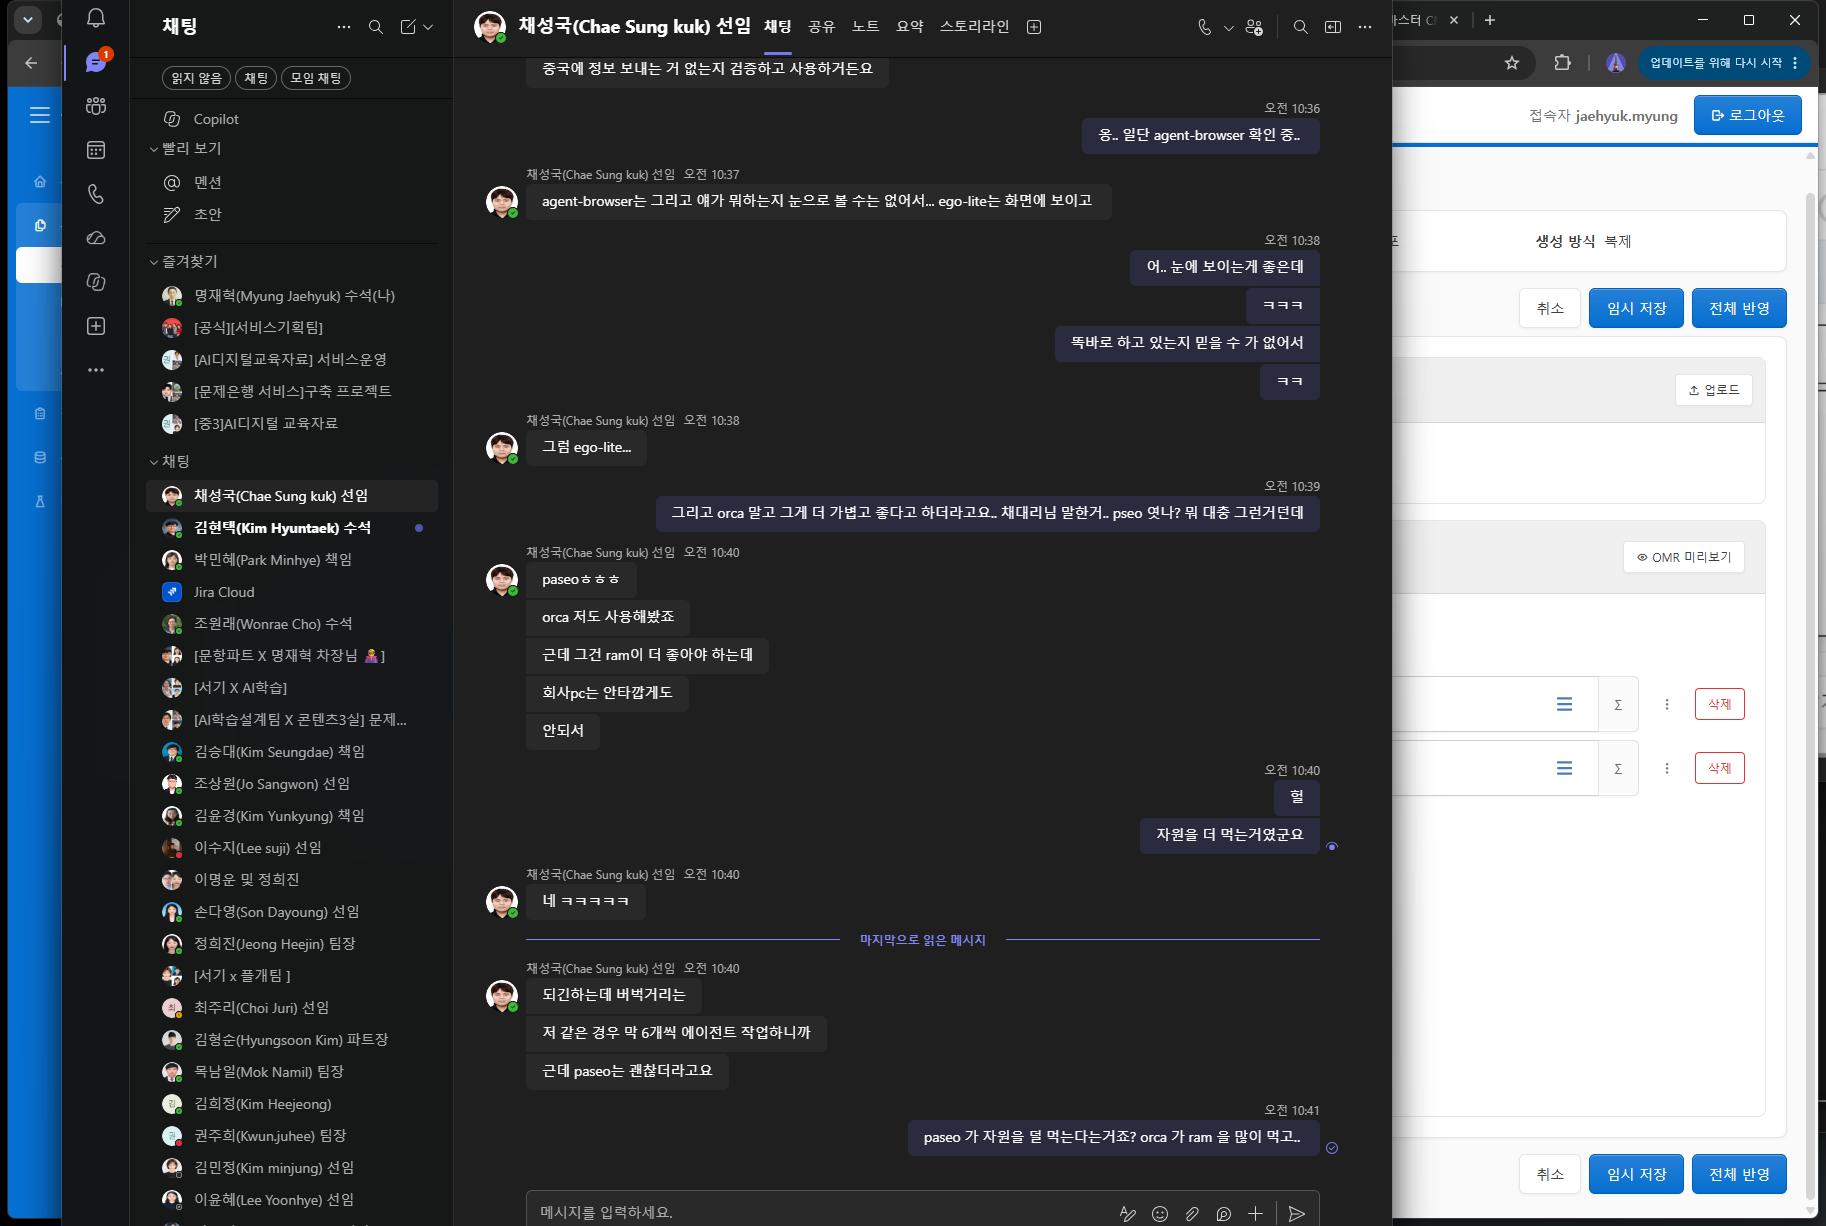 채팅
읽지 않음
채팅
모임 채팅
Copilot
빨리 보기
멘션
초안
즐겨찾기
명재혁(Myung Jaehyuk) 수석(나)
[공식][서비스기획팀]
[AI디지털교육자료] 서비스운영
[문제은행 서비스]구축 프로젝트
[중3]AI디지털 교육자료
채팅
채성국(Chae Sung kuk) 선임
김현택(Kim Hyuntaek) 수석
박민혜(Park Minhye) 책임
Jira Cloud
조원래(Wonrae Cho) 수석
[문항파트 X 명재혁 차장님 🙇‍♀️]
[서기 X AI학습]
[AI학습설계팀 X 콘텐츠3실] 문제...
김승대(Kim Seungdae) 책임
조상원(Jo Sangwon) 선임
김윤경(Kim Yunkyung) 책임
이수지(Lee suji) 선임
이명운 및 정희진
손다영(Son Dayoung) 선임
정희진(Jeong Heejin) 팀장
[서기 x 플개팀 ]
최주리(Choi Juri) 선임
김형순(Hyungsoon Kim) 파트장
목남일(Mok Namil) 팀장
김희정(Kim Heejeong)
권주희(Kwun.juhee) 팀장
김민정(Kim minjung) 선임
이윤혜(Lee Yoonhye) 선임
1
채성국(Chae Sung kuk) 선임 채팅 공유 노트 요약 스토리라인
중국에 정보 보내는 거 없는지 검증하고 사용하거든요
오전 10:36
웅.. 일단 agent-browser 확인 중..
채성국(Chae Sung kuk) 선임 오전 10:37
agent-browser는 그리고 얘가 뭐하는지 눈으로 볼 수는 없어서... ego-lite는 화면에 보이고
오전 10:38
어.. 눈에 보이는게 좋은데
ㅋㅋㅋ
똑바로 하고 있는지 믿을 수 가 없어서
ㅋㅋ
채성국(Chae Sung kuk) 선임 오전 10:38
그럼 ego-lite...
오전 10:39
그리고 orca 말고 그게 더 가볍고 좋다고 하더라고요.. 채대리님 말한거.. pseo 엿나? 뭐 대충 그런거던데
채성국(Chae Sung kuk) 선임 오전 10:40
paseoㅎㅎㅎ
orca 저도 사용해봤죠
근데 그건 ram이 더 좋아야 하는데
회사pc는 안타깝게도
안되서
오전 10:40
헐
자원을 더 먹는거였군요
채성국(Chae Sung kuk) 선임 오전 10:40
네 ㅋㅋㅋㅋㅋ
마지막으로 읽은 메시지
채성국(Chae Sung kuk) 선임 오전 10:40
되긴하는데 버벅거리는
저 같은 경우 막 6개씩 에이전트 작업하니까
근데 paseo는 괜찮더라고요
오전 10:41
paseo 가 자원을 덜 먹는다는거죠? orca 가 ram 을 많이 먹고..
메시지를 입력하세요.
업데이트를 위해 다시 시작
접속자 jaehyuk.myung
로그아웃
생성 방식 복제
취소
임시 저장
전체 반영
업로드
OMR 미리보기
Σ
삭제
Σ
삭제
취소
임시 저장
전체 반영